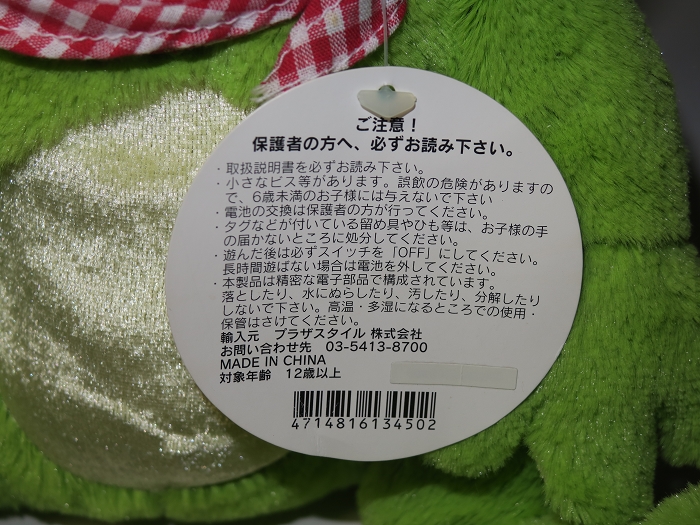 ご注意！
保護者の方へ、必ずお読み下さい。
・取扱説明書を必ずお読み下さい。
・小さなビス等があります。誤飲の危険がありますの
で、6歳未満のお子様には与えないで下さい
・電池の交換は保護者の方が行ってください。
・タグなどが付いている留め具やひも等は、お子様の手
の届かないところに処分してください。
・遊んだ後は必ずスイッチを「OFF」にしてください。
長時間遊ばない場合は電池を外してください。
・本製品は精密な電子部品で構成されています。
落としたり、水にぬらしたり、汚したり、分解したり
しないで下さい。高温・多湿になるところでの使用・
保管はさけてください。
輸入元　プラザスタイル 株式会社
お問い合わせ先　03-5413-8700
MADE IN CHINA
対象年齢　12歳以上
4714816134502